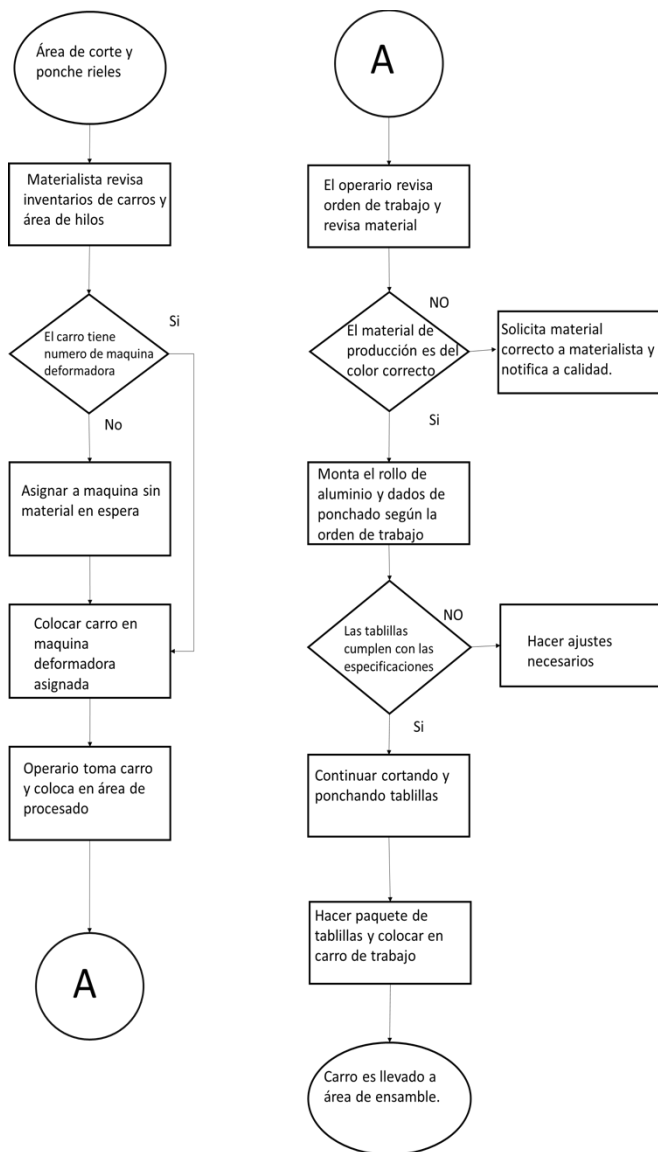 Área de corte y
ponche rieles
Materialista revisa
inventarios de carros y
área de hilos
Si
El carro tiene
numero de maquina
deformadora
No
Asignar a maquina sin
material en espera
Colocar carro en
maquina
deformadora
asignada
Operario toma carro
y coloca en área de
procesado
A
A
El operario revisa
orden de trabajo y
revisa material
NO
El material de
producción es del
color correcto
Solicita material
correcto a materialista y
notifica a calidad.
Si
Monta el rollo de
aluminio y dados de
ponchado según la
orden de trabajo
NO
Las tablillas
cumplen con las
especificaciones
Hacer ajustes
necesarios
Si
Continuar cortando y
ponchando tablillas
Hacer paquete de
tablillas y colocar en
carro de trabajo
Carro es llevado a
área de ensamble.